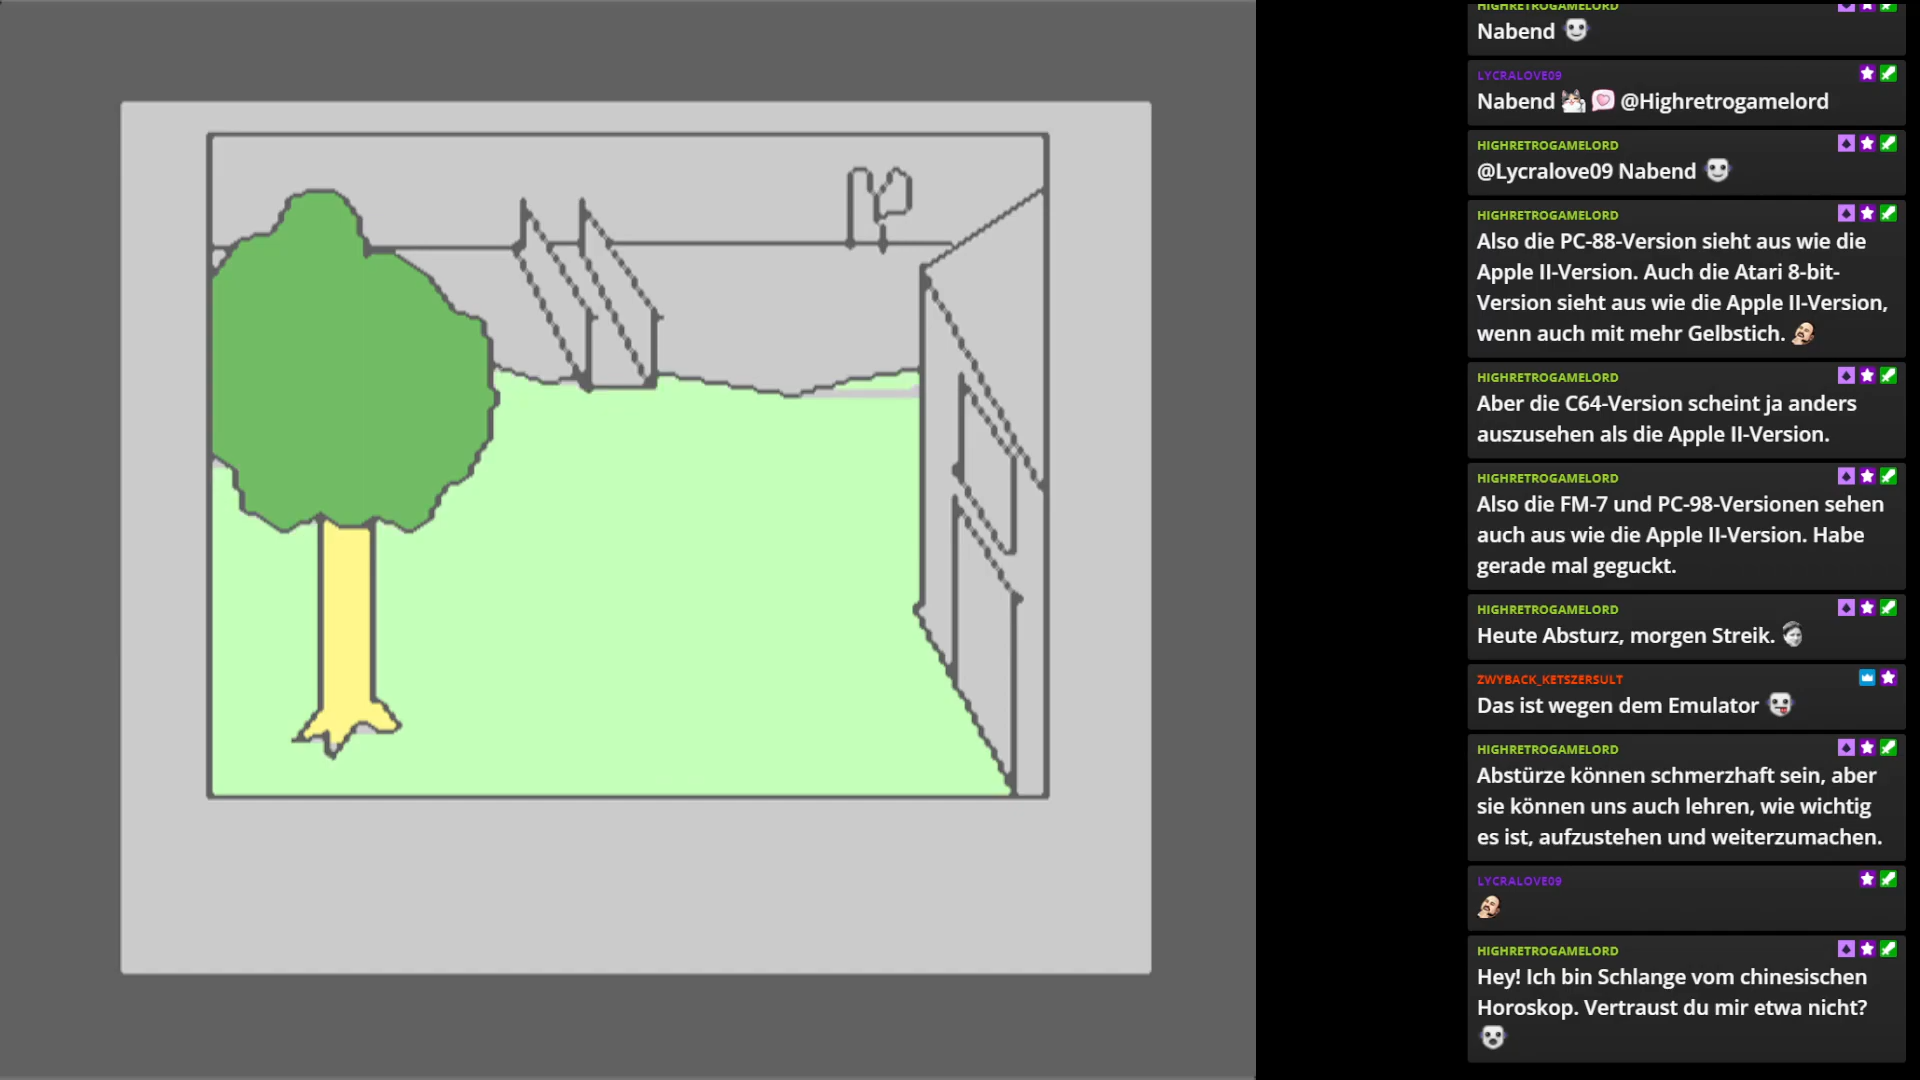 HIGHRETROGAMELORD
Nabend
LYCRALOVE09
Nabend @Highretrogamelord
HIGHRETROGAMELORD
@Lycralove09 Nabend
HIGHRETROGAMELORD
Also die PC-88-Version sieht aus wie die
Apple II-Version. Auch die Atari 8-bit-
Version sieht aus wie die Apple II-Version,
wenn auch mit mehr Gelbstich.
HIGHRETROGAMELORD
Aber die C64-Version scheint ja anders
auszusehen als die Apple II-Version.
HIGHRETROGAMELORD
Also die FM-7 und PC-98-Versionen sehen
auch aus wie die Apple II-Version. Habe
gerade mal geguckt.
HIGHRETROGAMELORD
Heute Absturz, morgen Streik.
ZWYBACK_KETSZERSULT
Das ist wegen dem Emulator
HIGHRETROGAMELORD
Abstürze können schmerzhaft sein, aber
sie können uns auch lehren, wie wichtig
es ist, aufzustehen und weiterzumachen.
LYCRALOVE09
HIGHRETROGAMELORD
Hey! Ich bin Schlange vom chinesischen
Horoskop. Vertraust du mir etwa nicht?